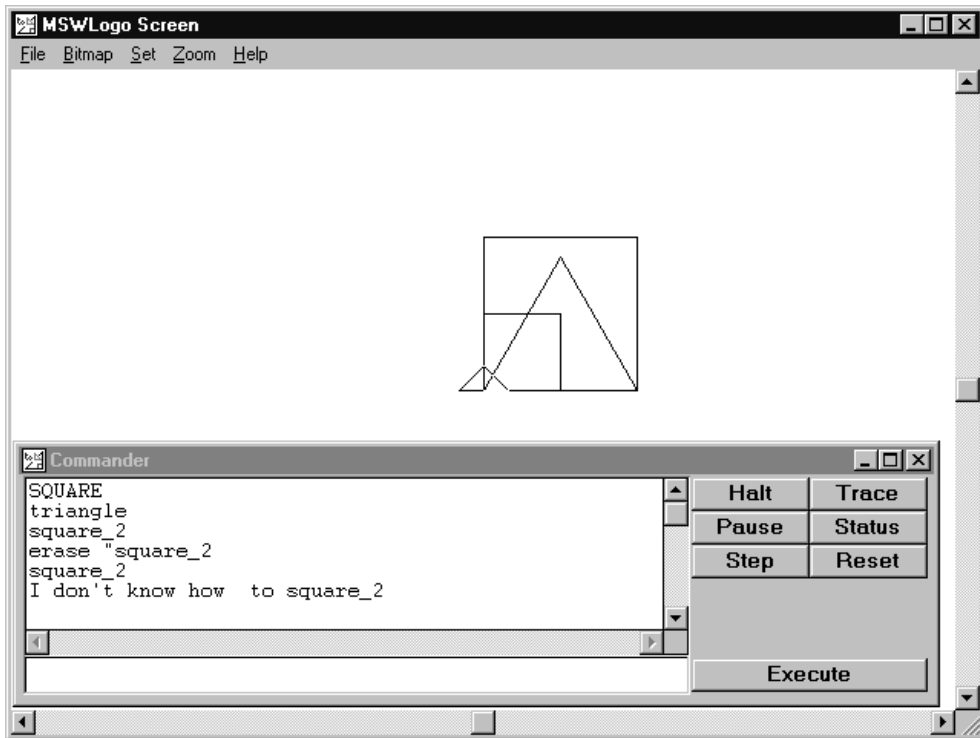 MSWLogo Screen
File Bitmap Set Zoom Help
Commander
SQUARE
triangle
square_2
erase "square_2
square_2
I don't know how  to square_2
Halt Trace
Pause Status
Step Reset
Execute